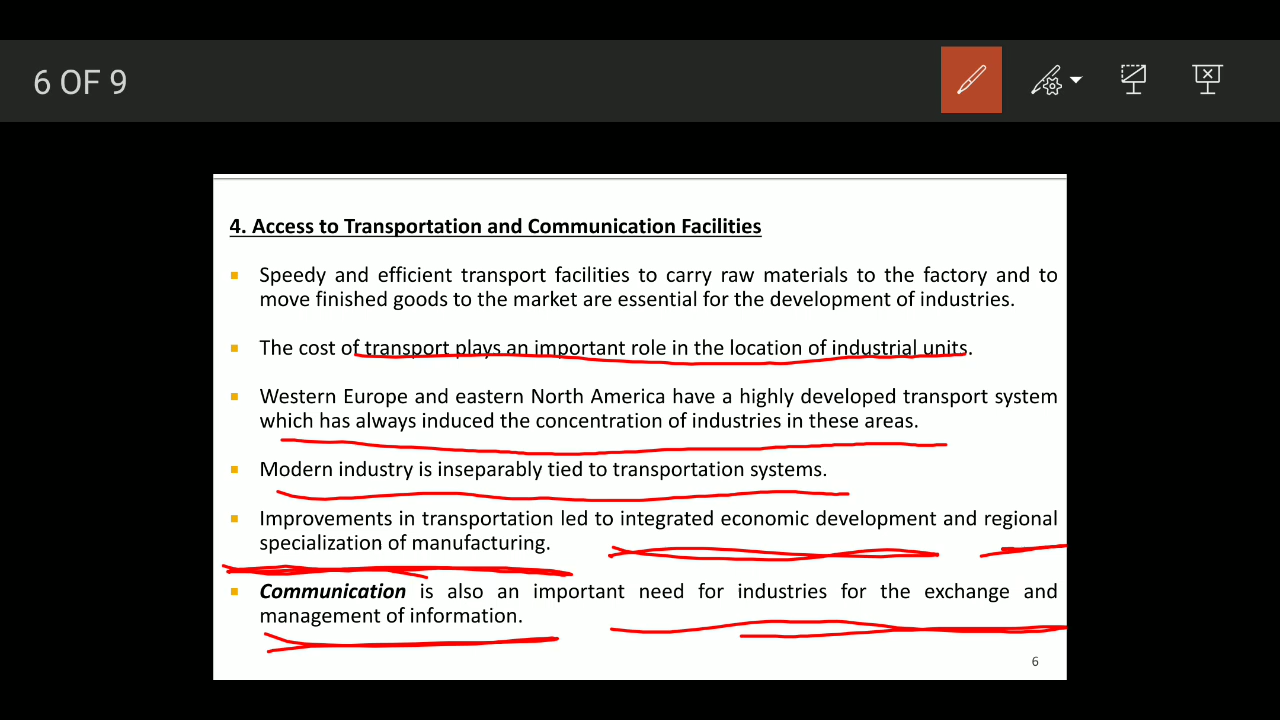 6 OF 9
4. Access to Transportation and Communication Facilities
Speedy and efficient transport facilities to carry raw materials to the factory and to
move finished goods to the market are essential for the development of industries.
The cost of transport plays an important role in the location of industrial units.
Western Europe and eastern North America have a highly developed transport system
which has always induced the concentration of industries in these areas.
Modern industry is inseparably tied to transportation systems.
Improvements in transportation led to integrated economic development and regional
specialization of manufacturing.
Communication is also an important need for industries for the exchange and
management of information.
6